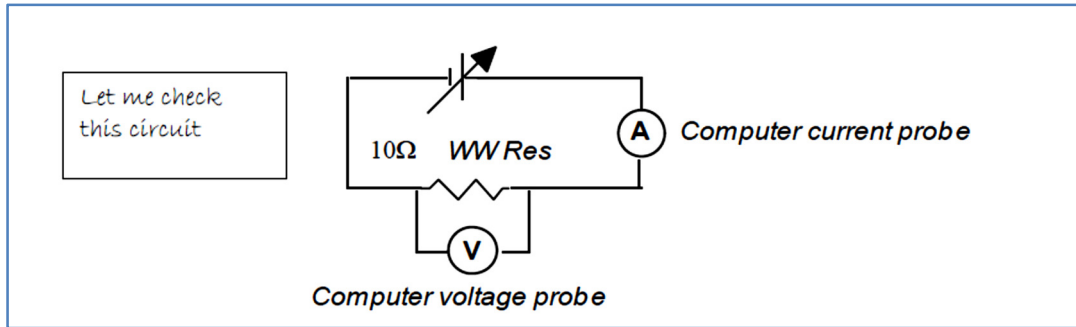 Let me check
this circuit
A Computer current probe
10Ω WW Res
V
Computer voltage probe